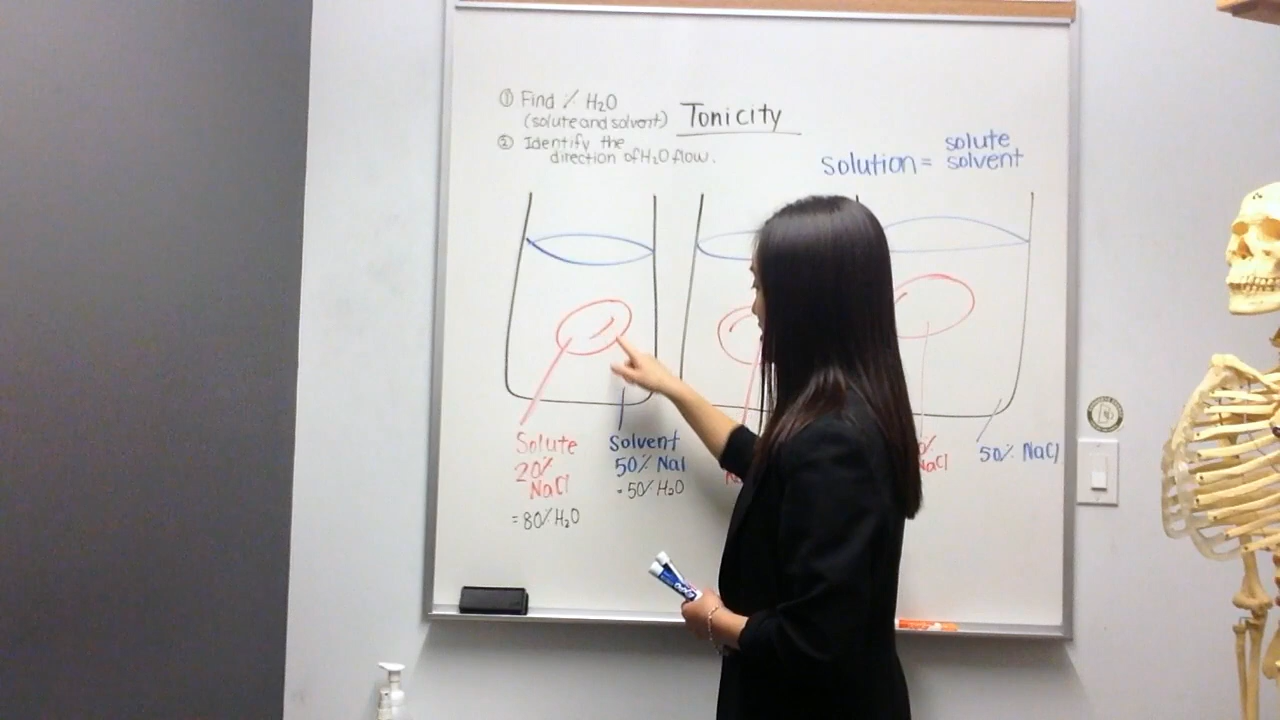 ① Find % H₂O
(solute and solvent)
② Identify the
direction of H₂O flow.
Tonicity
solution = solute
solvent
Solute
20%
NaCl
= 80% H₂O
Solvent
50% Nal
= 50% H₂O
NaCl
50% NaCl